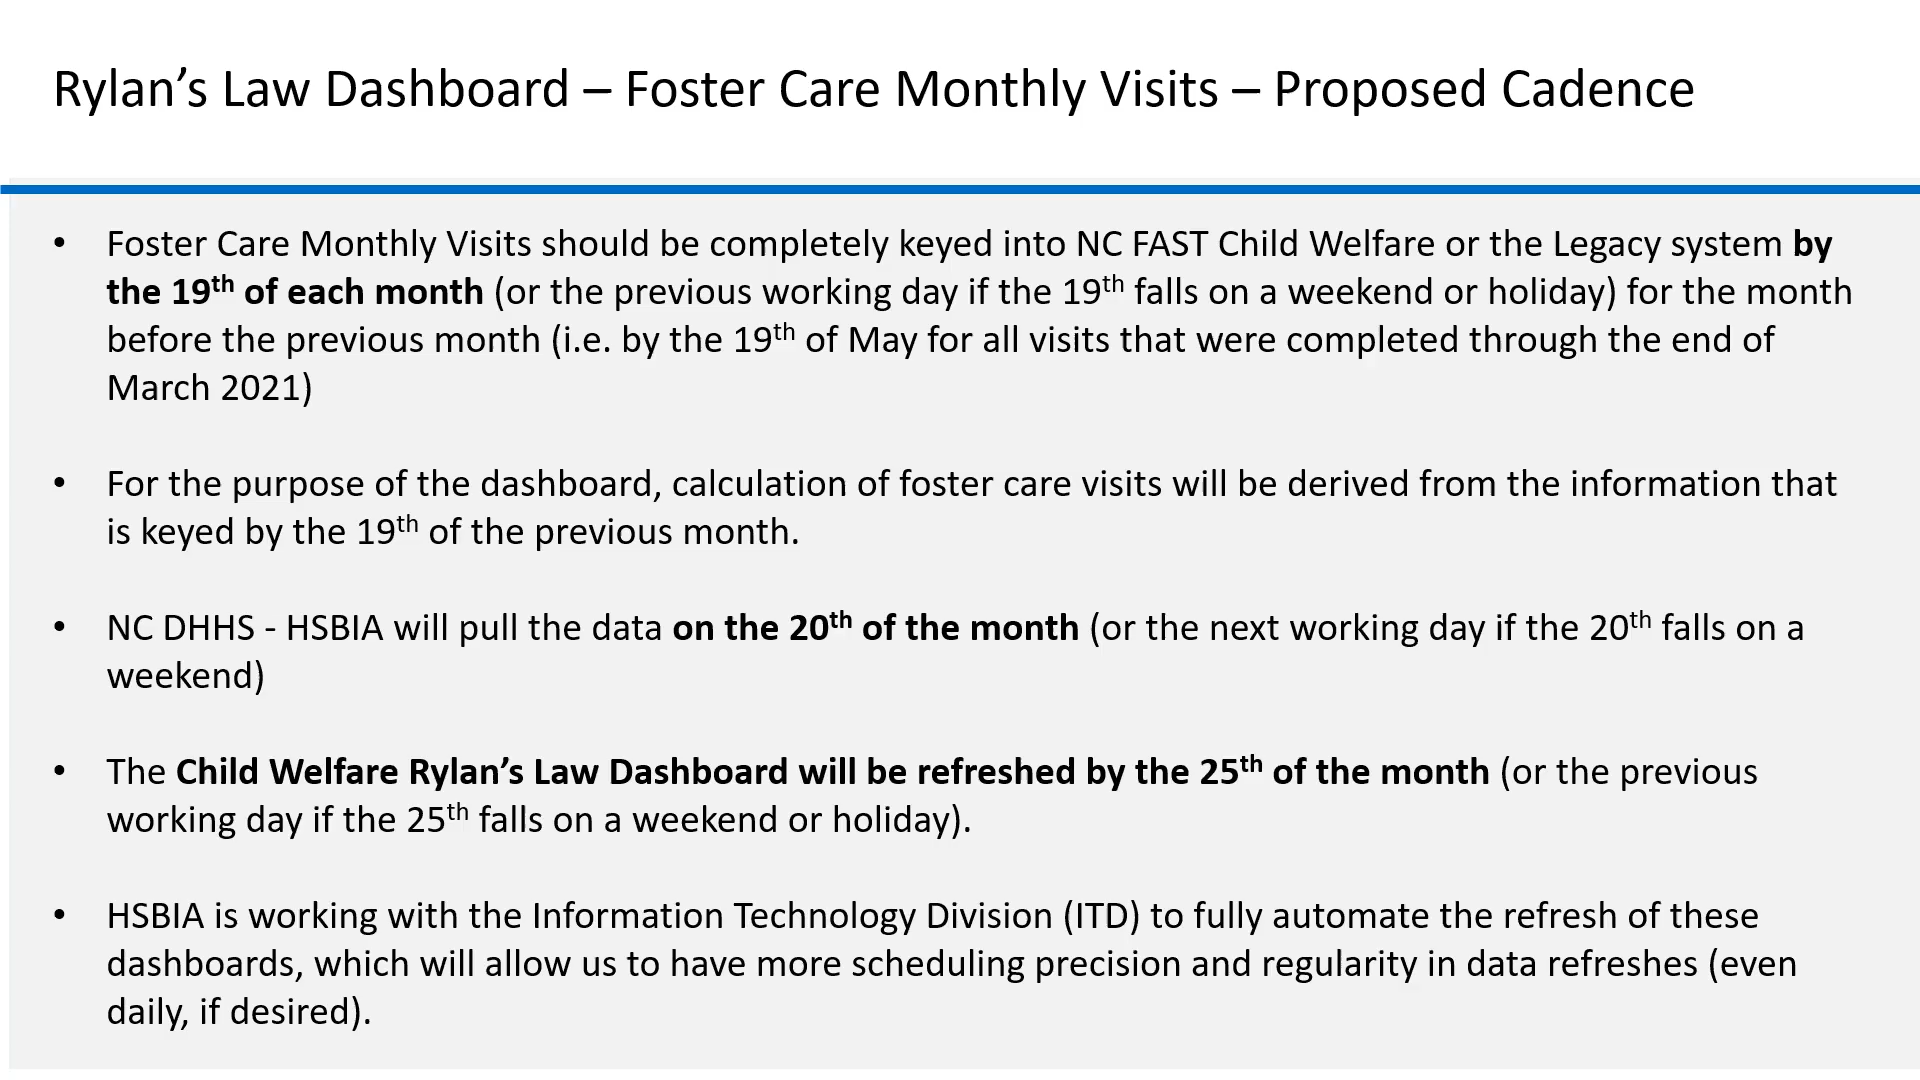 Rylan’s Law Dashboard – Foster Care Monthly Visits – Proposed Cadence
• Foster Care Monthly Visits should be completely keyed into NC FAST Child Welfare or the Legacy system by
the 19th of each month (or the previous working day if the 19th falls on a weekend or holiday) for the month
before the previous month (i.e. by the 19th of May for all visits that were completed through the end of
March 2021)
• For the purpose of the dashboard, calculation of foster care visits will be derived from the information that
is keyed by the 19th of the previous month.
• NC DHHS - HSBIA will pull the data on the 20th of the month (or the next working day if the 20th falls on a
weekend)
• The Child Welfare Rylan’s Law Dashboard will be refreshed by the 25th of the month (or the previous
working day if the 25th falls on a weekend or holiday).
• HSBIA is working with the Information Technology Division (ITD) to fully automate the refresh of these
dashboards, which will allow us to have more scheduling precision and regularity in data refreshes (even
daily, if desired).